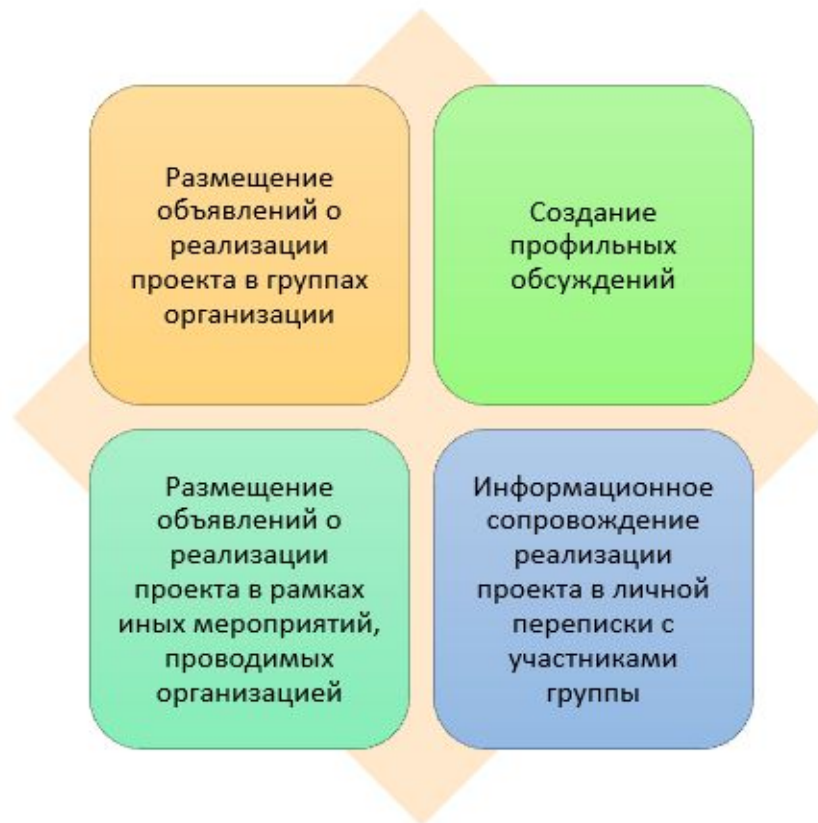 Размещение
объявлений о
реализации
проекта в группах
организации
Создание
профильных
обсуждений
Размещение
объявлений о
реализации
проекта в рамках
иных мероприятий,
проводимых
организацией
Информационное
сопровождение
реализации
проекта в личной
переписки с
участниками
группы